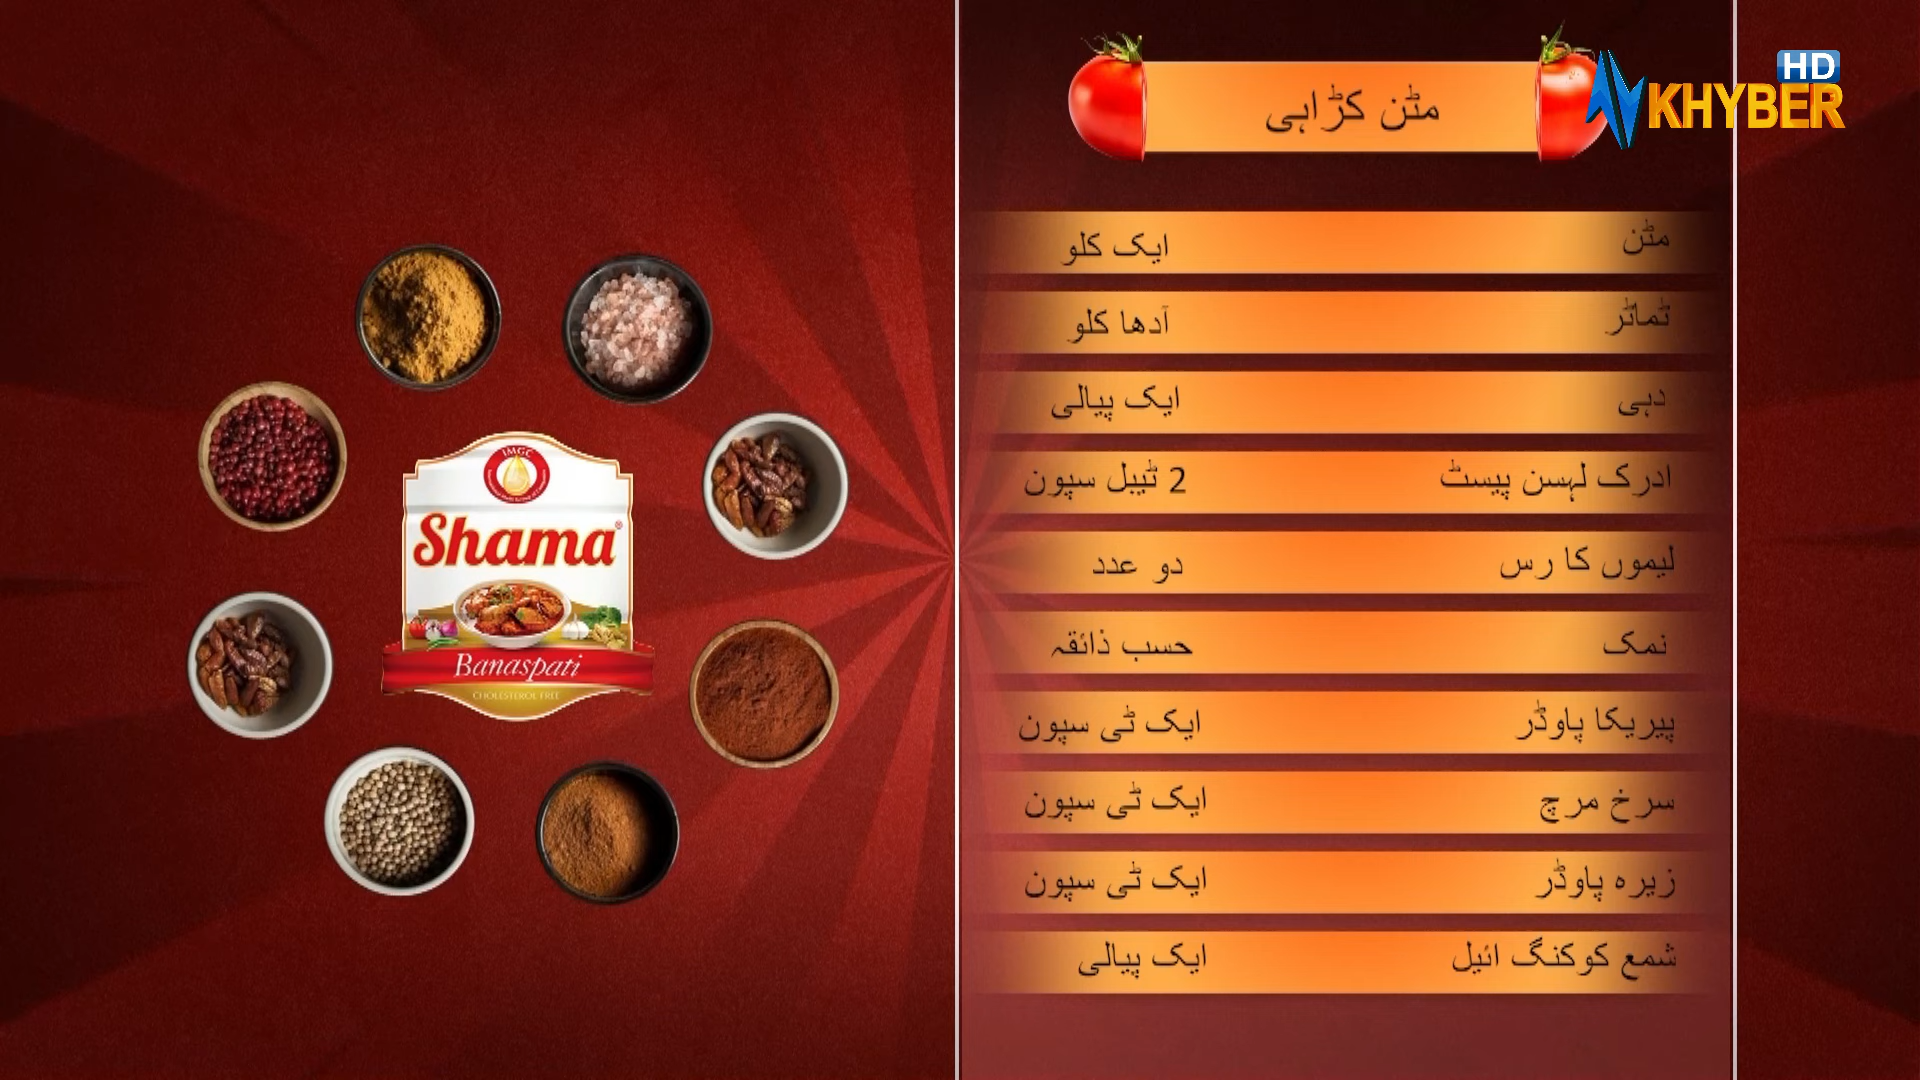 HD
KHYBER
مٹن کڑاہی
مٹن ایک کلو
ٹماٹر آدھا کلو
دہی ایک پیالی
ادرک لہسن پیسٹ 2 ٹیبل سپون
لیموں کا رس دو عدد
نمک حسب ذائقہ
پیریکا پاوڈر ایک ٹی سپون
سرخ مرچ ایک ٹی سپون
زیرہ پاوڈر ایک ٹی سپون
شمع کوکنگ ائیل ایک پیالی
IMGC
Shama®
Banaspati
CHOLESTEROL FREE